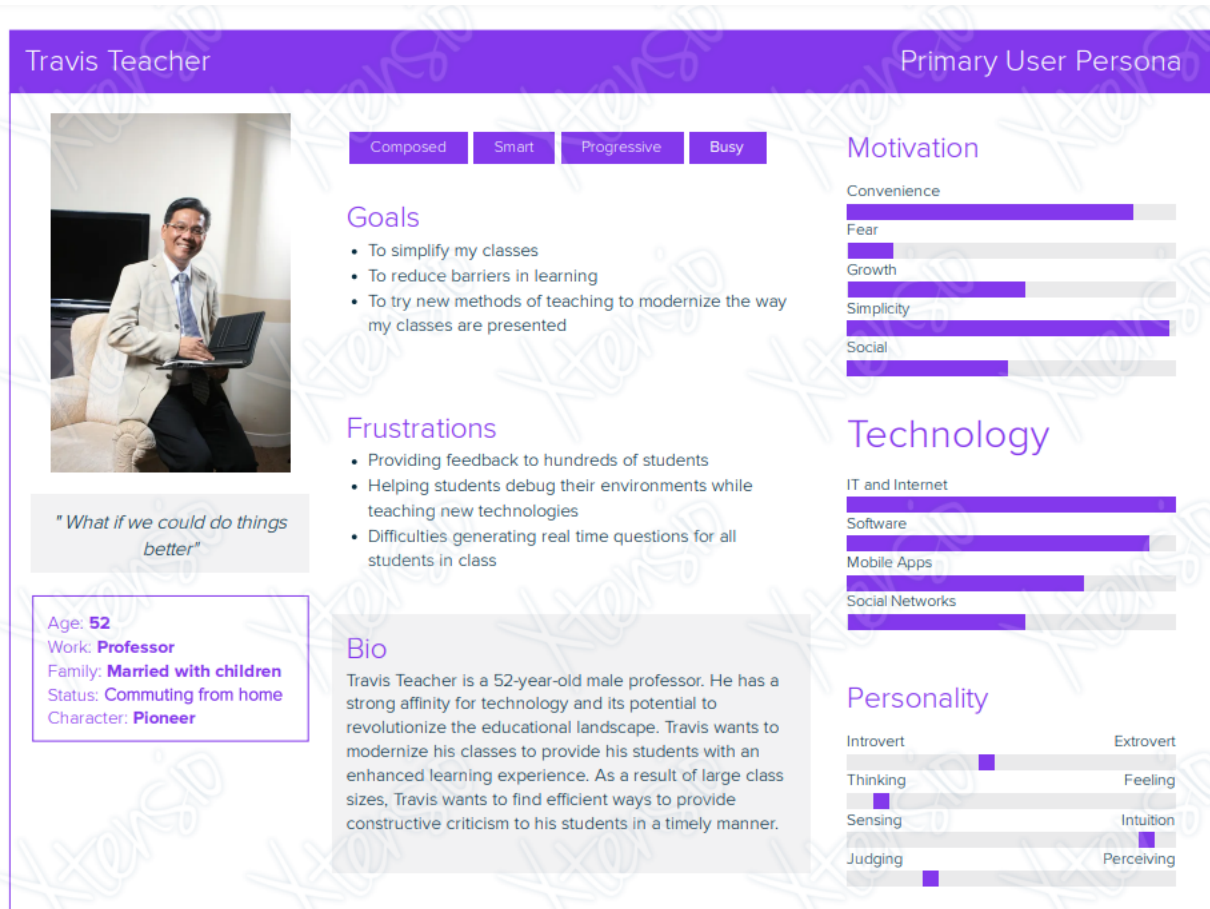 Travis Teacher
Primary User Persona
Composed
Smart
Progressive
Busy
Goals
• To simplify my classes
• To reduce barriers in learning
• To try new methods of teaching to modernize the way
my classes are presented
Frustrations
• Providing feedback to hundreds of students
• Helping students debug their environments while
teaching new technologies
• Difficulties generating real time questions for all
students in class
" What if we could do things
better"
Age: 52
Work: Professor
Family: Married with children
Status: Commuting from home
Character: Pioneer
Bio
Travis Teacher is a 52-year-old male professor. He has a
strong affinity for technology and its potential to
revolutionize the educational landscape. Travis wants to
modernize his classes to provide his students with an
enhanced learning experience. As a result of large class
sizes, Travis wants to find efficient ways to provide
constructive criticism to his students in a timely manner.
Motivation
Convenience
Fear
Growth
Simplicity
Social
Technology
IT and Internet
Software
Mobile Apps
Social Networks
Personality
Introvert Extrovert
Thinking Feeling
Sensing Intuition
Judging Perceiving
Xtensio